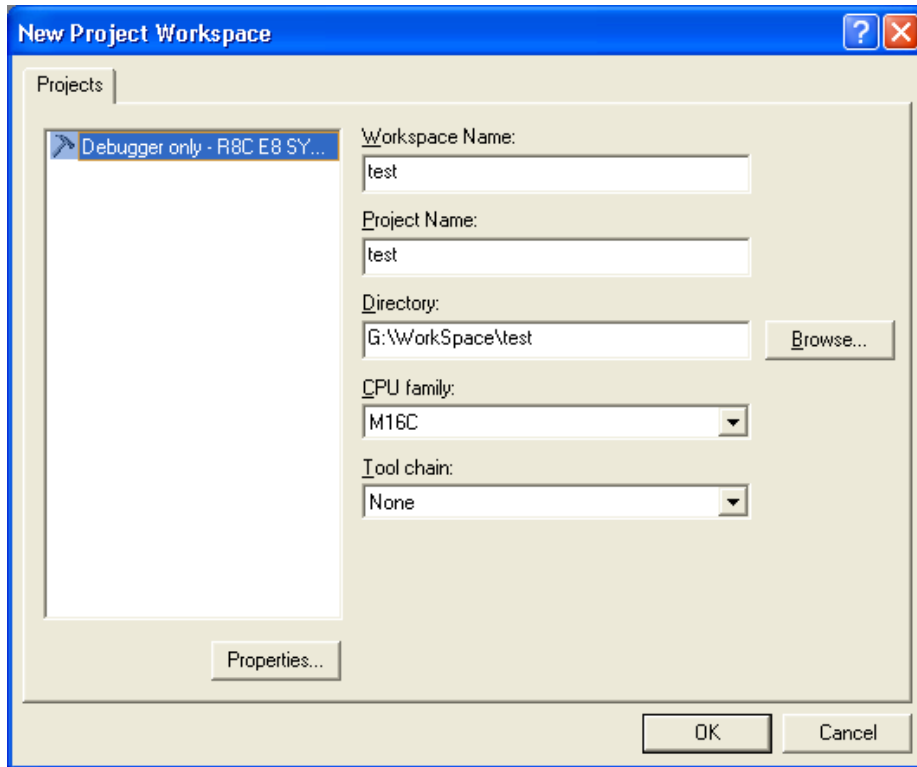 New Project Workspace
Projects
Debugger only - R8C E8 SY...
Workspace Name:
test
Project Name:
test
Directory:
G:\WorkSpace\test
Browse...
CPU family:
M16C
Tool chain:
None
Properties...
OK
Cancel